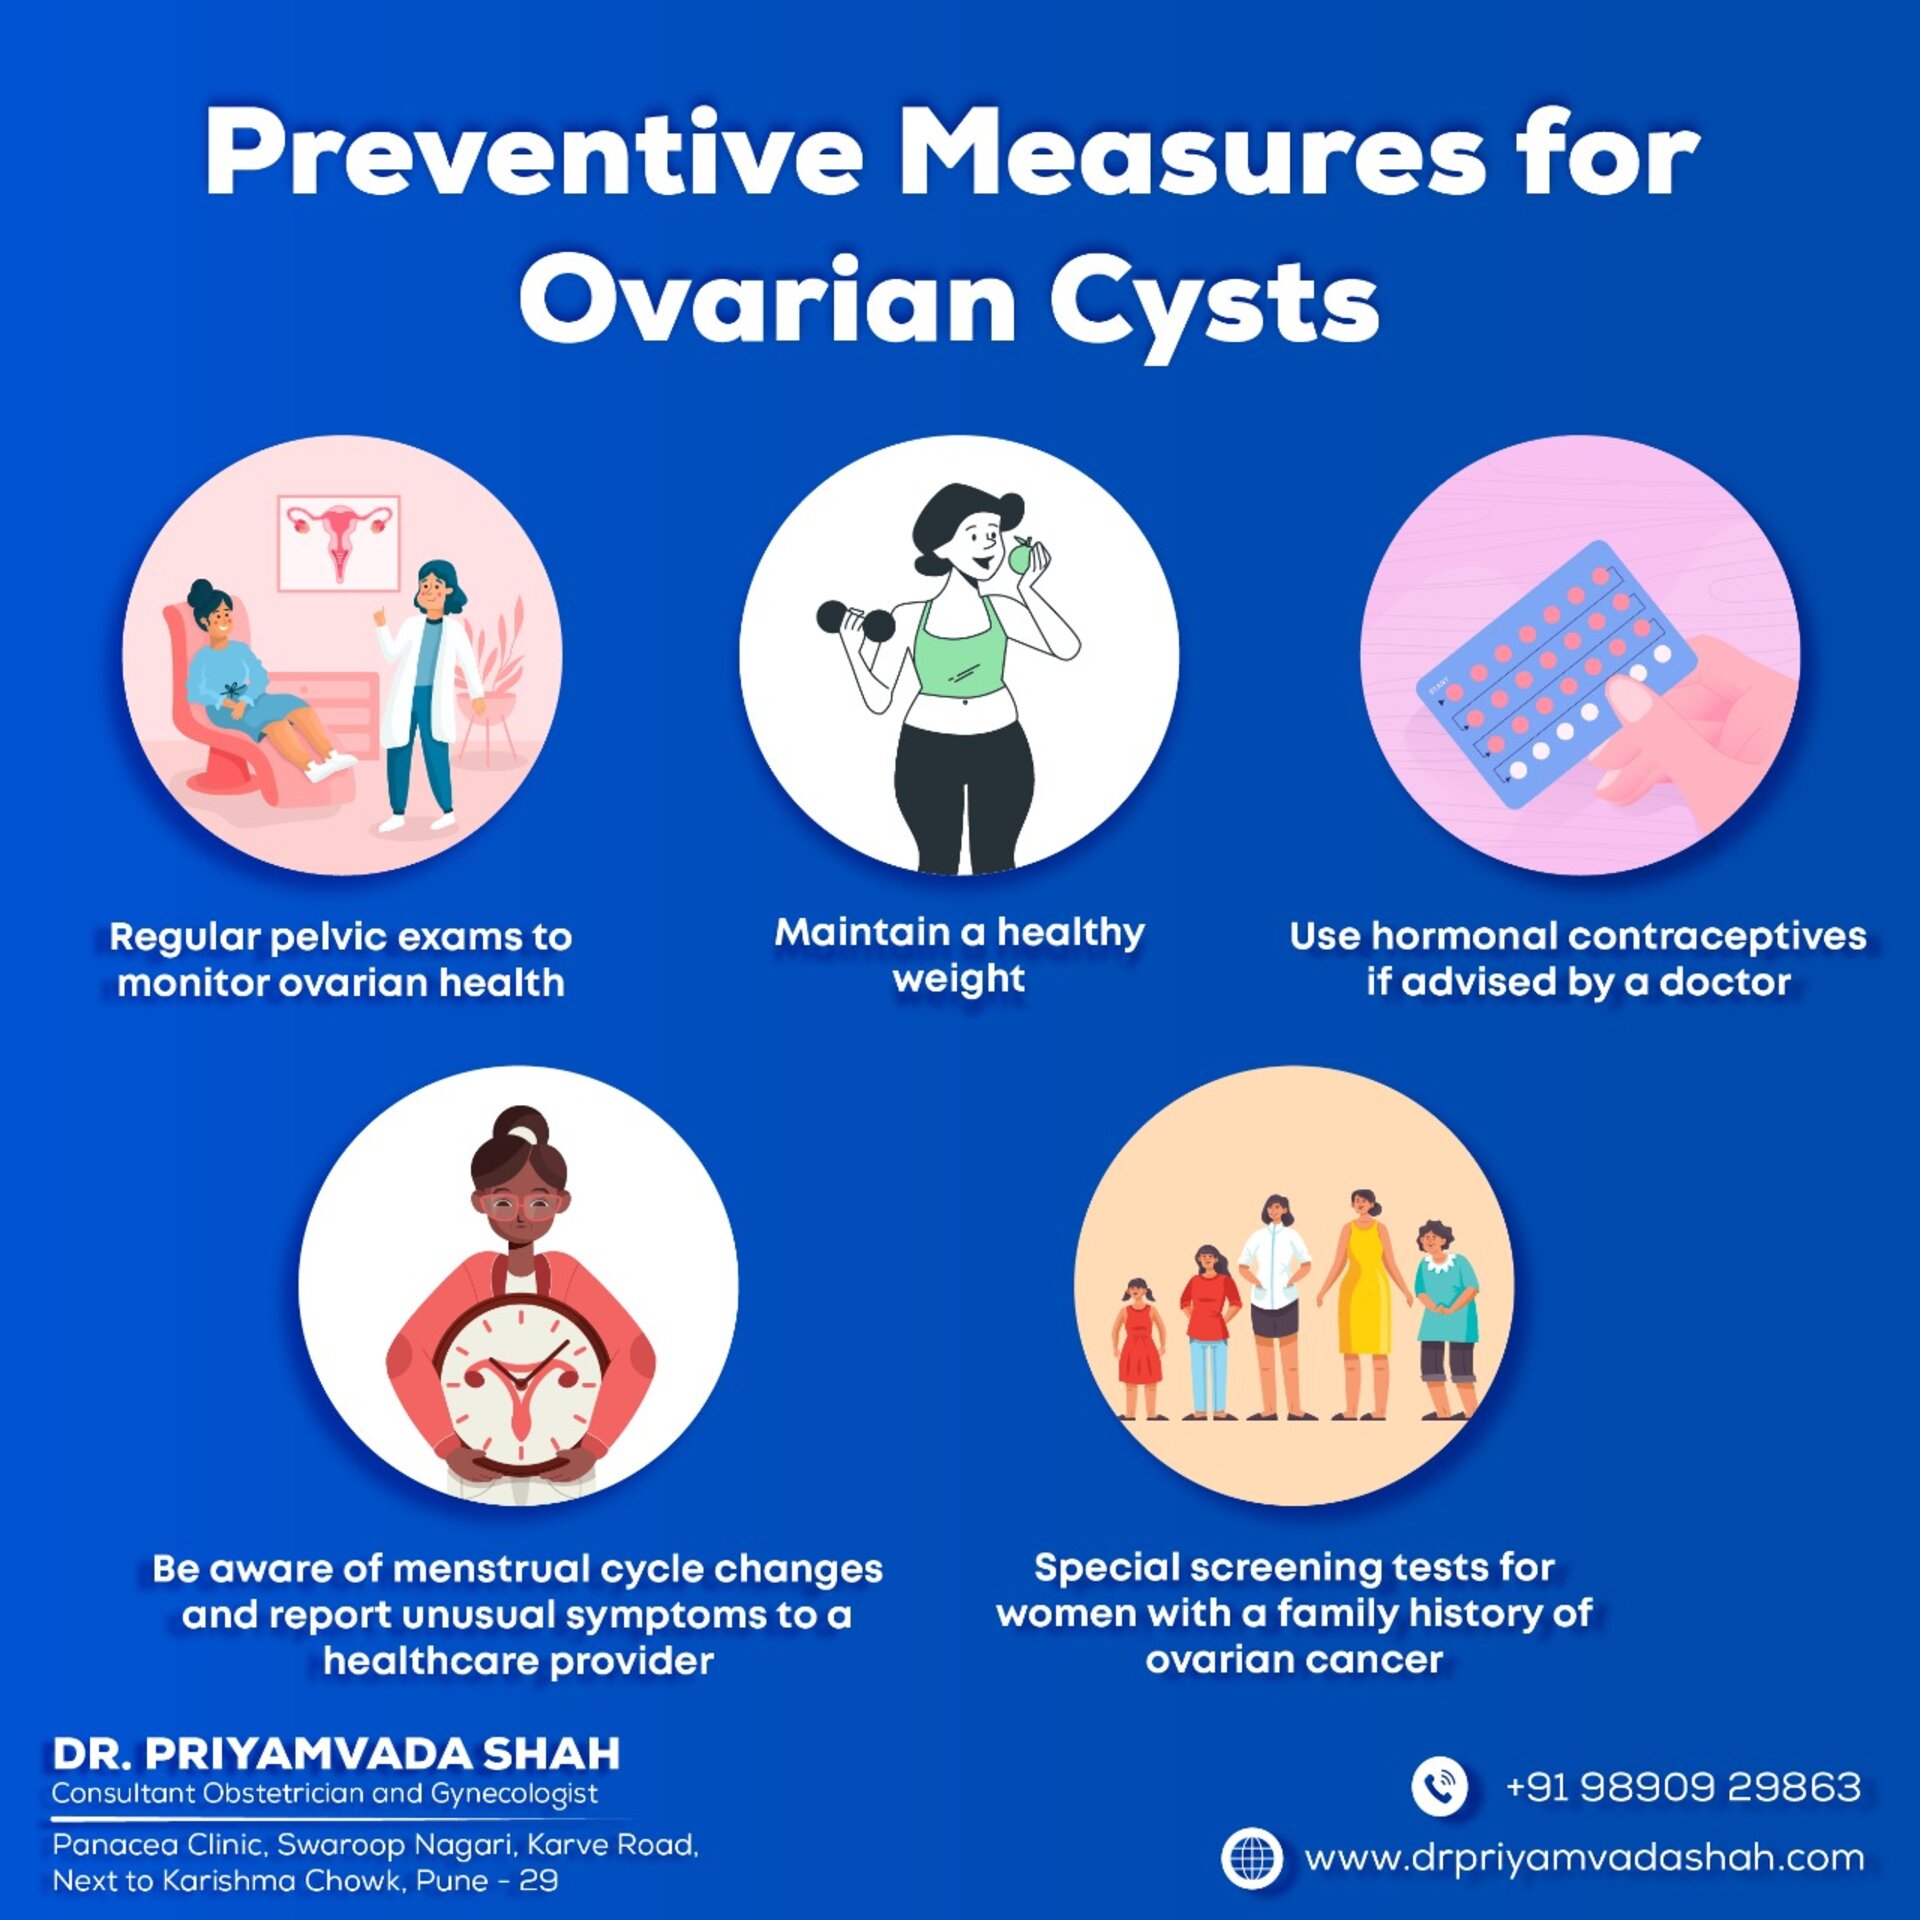 Preventive Measures for
Ovarian Cysts
START
Regular pelvic exams to
monitor ovarian health
Maintain a healthy
weight
Use hormonal contraceptives
if advised by a doctor
Be aware of menstrual cycle changes
and report unusual symptoms to a
healthcare provider
Special screening tests for
women with a family history of
ovarian cancer
DR. PRIYAMVADA SHAH
Consultant Obstetrician and Gynecologist
Panacea Clinic, Swaroop Nagari, Karve Road,
Next to Karishma Chowk, Pune - 29
+91 98909 29863
www.drpriyamvadashah.com